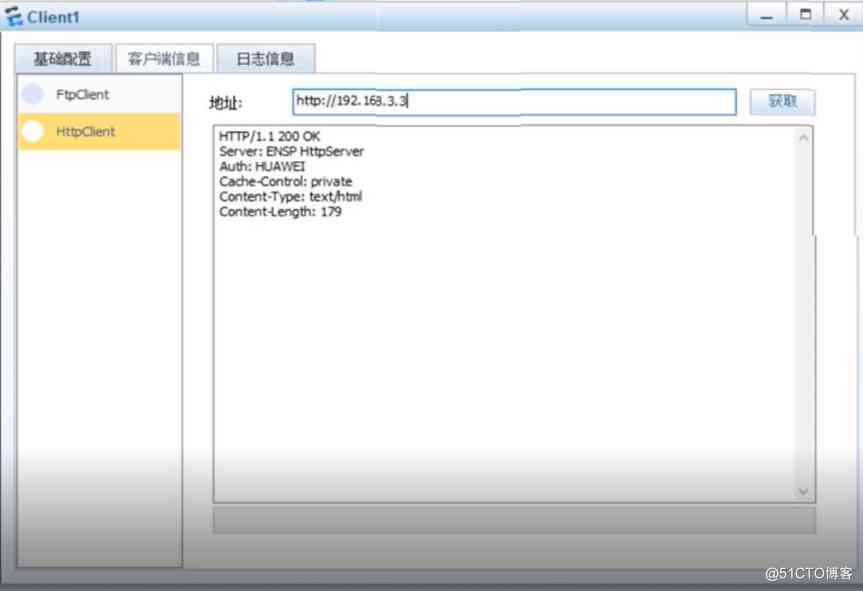 Client1
基础配置 客户端信息 日志信息
FtpClient
HttpClient
地址: http://192.168.3.3 获取
HTTP/1.1 200 OK
Server: ENSP HttpServer
Auth: HUAWEI
Cache-Control: private
Content-Type: text/html
Content-Length: 179
@51CTO博客